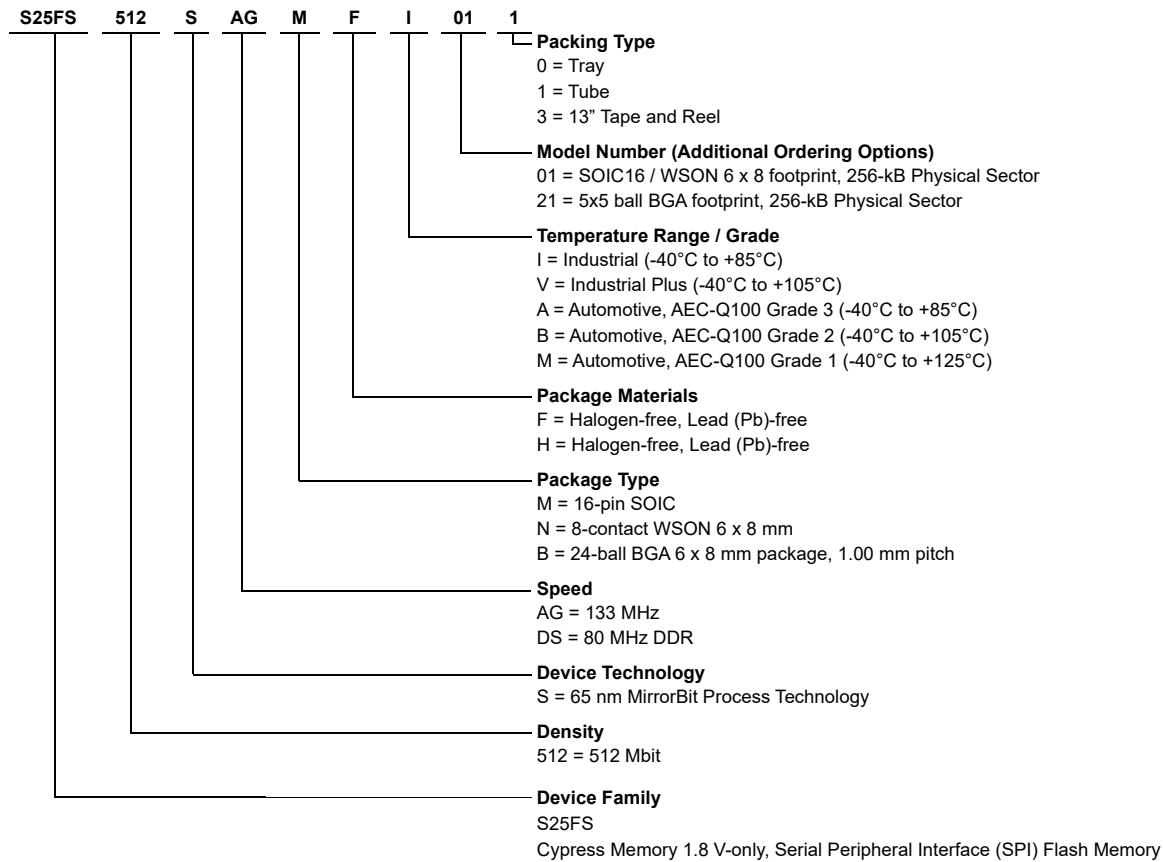 S25FS 512 S AG M F I 01 1
Packing Type
0 = Tray
1 = Tube
3 = 13” Tape and Reel
Model Number (Additional Ordering Options)
01 = SOIC16 / WSON 6 x 8 footprint, 256-kB Physical Sector
21 = 5x5 ball BGA footprint, 256-kB Physical Sector
Temperature Range / Grade
I = Industrial (-40°C to +85°C)
V = Industrial Plus (-40°C to +105°C)
A = Automotive, AEC-Q100 Grade 3 (-40°C to +85°C)
B = Automotive, AEC-Q100 Grade 2 (-40°C to +105°C)
M = Automotive, AEC-Q100 Grade 1 (-40°C to +125°C)
Package Materials
F = Halogen-free, Lead (Pb)-free
H = Halogen-free, Lead (Pb)-free
Package Type
M = 16-pin SOIC
N = 8-contact WSON 6 x 8 mm
B = 24-ball BGA 6 x 8 mm package, 1.00 mm pitch
Speed
AG = 133 MHz
DS = 80 MHz DDR
Device Technology
S = 65 nm MirrorBit Process Technology
Density
512 = 512 Mbit
Device Family
S25FS
Cypress Memory 1.8 V-only, Serial Peripheral Interface (SPI) Flash Memory